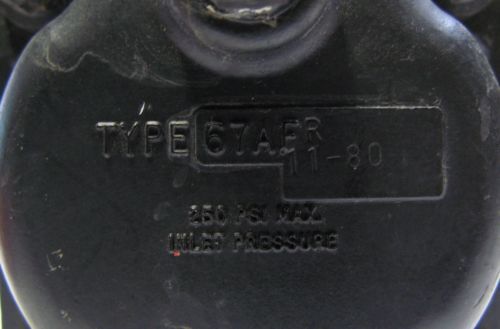 TYPE 67AFR
11-80
250 PSI MAX.
INLET PRESSURE